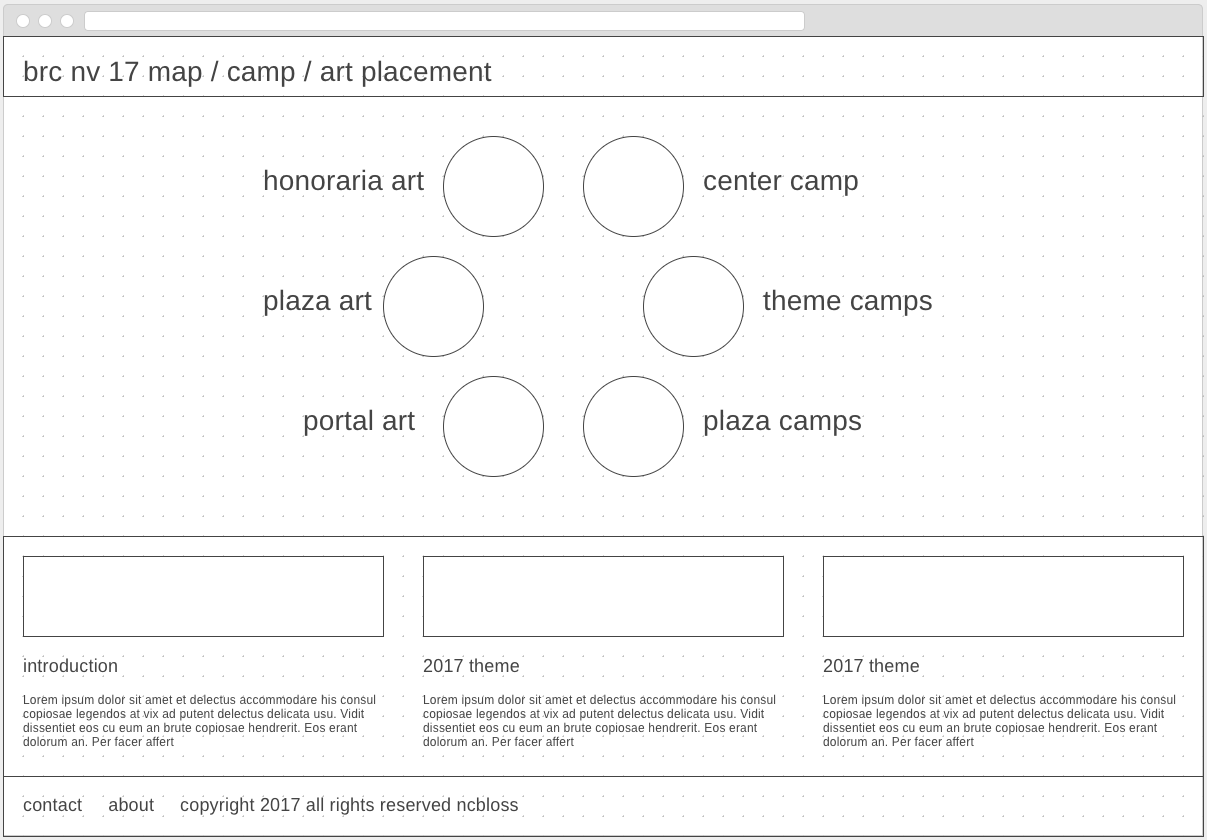 brc nv 17 map / camp / art placement
honoraria art
center camp
plaza art
theme camps
portal art
plaza camps
introduction
Lorem ipsum dolor sit amet et delectus accommodare his consul
copiosae legendos at vix ad putent delectus delicata usu. Vidit
dissentiet eos cu eum an brute copiosae hendrerit. Eos erant
dolorum an. Per facer affert
2017 theme
Lorem ipsum dolor sit amet et delectus accommodare his consul
copiosae legendos at vix ad putent delectus delicata usu. Vidit
dissentiet eos cu eum an brute copiosae hendrerit. Eos erant
dolorum an. Per facer affert
2017 theme
Lorem ipsum dolor sit amet et delectus accommodare his consul
copiosae legendos at vix ad putent delectus delicata usu. Vidit
dissentiet eos cu eum an brute copiosae hendrerit. Eos erant
dolorum an. Per facer affert
contact about copyright 2017 all rights reserved ncbloss